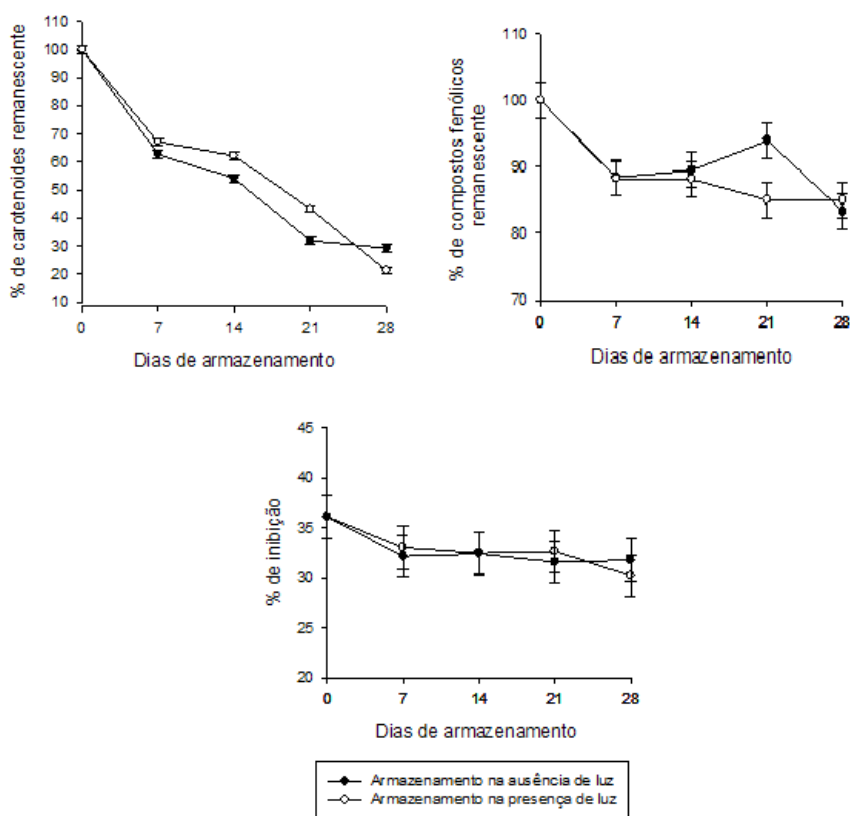 % de carotenoides remanescente
110
100
90
80
70
60
50
40
30
20
10
0 7 14 21 28
Dias de armazenamento
% de compostos fenólicos
remanescente
110
100
90
80
70
0 7 14 21 28
Dias de armazenamento
% de inibição
45
40
35
30
25
20
0 7 14 21 28
Dias de armazenamento
Armazenamento na ausência de luz
Armazenamento na presença de luz